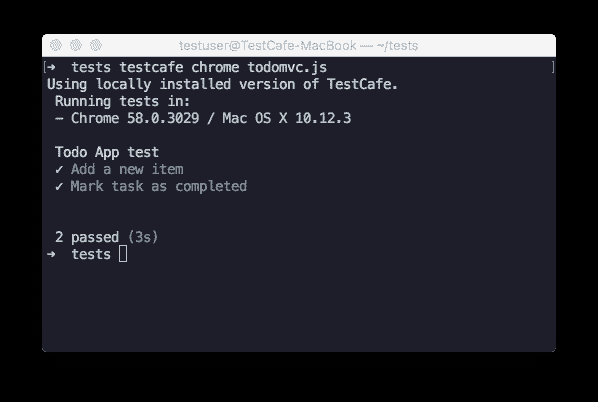 testuser@TestCafe-MacBook — ~/tests
[➜  tests testcafe chrome todomvc.js ]
Using locally installed version of TestCafe.
Running tests in:
- Chrome 58.0.3029 / Mac OS X 10.12.3
Todo App test
✓ Add a new item
✓ Mark task as completed
2 passed (3s)
➜  tests